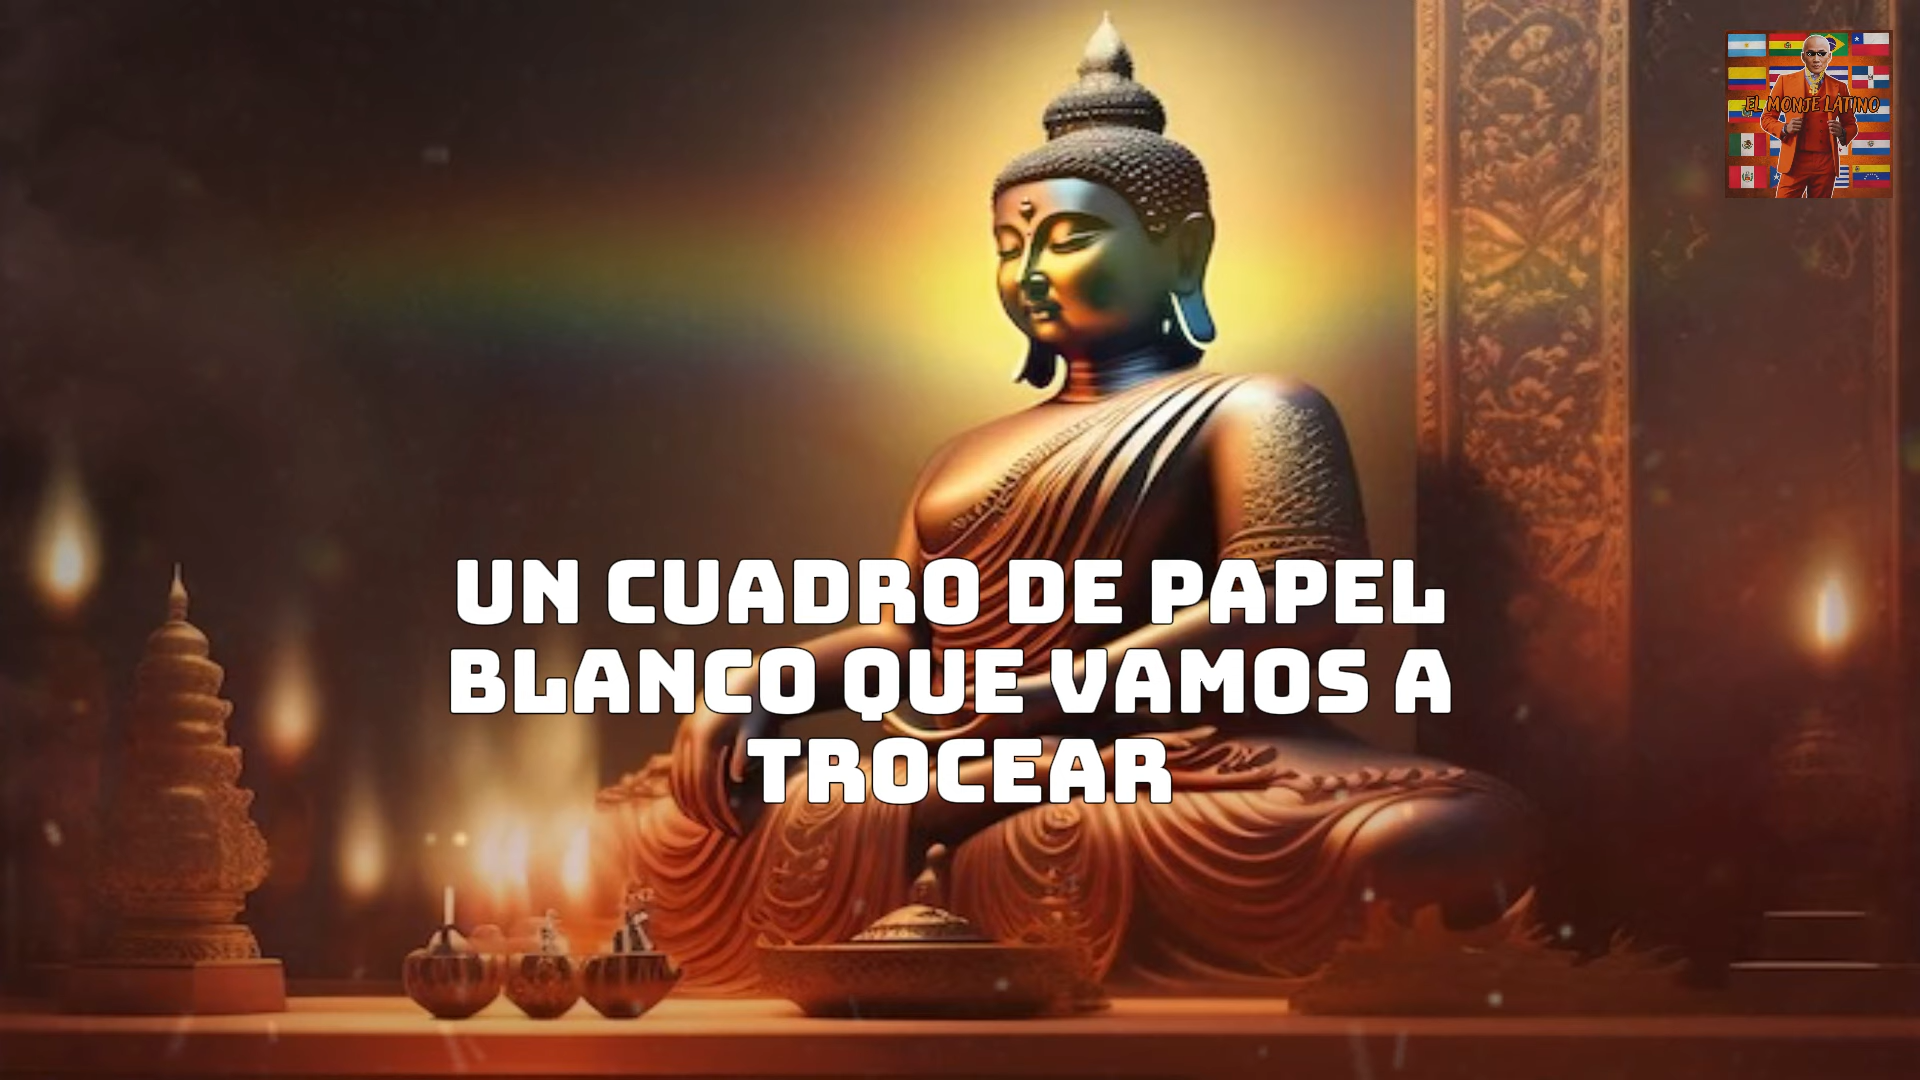 EL MONJE LATINO
UN CUADRO DE PAPEL
BLANCO QUE VAMOS A
TROCEAR